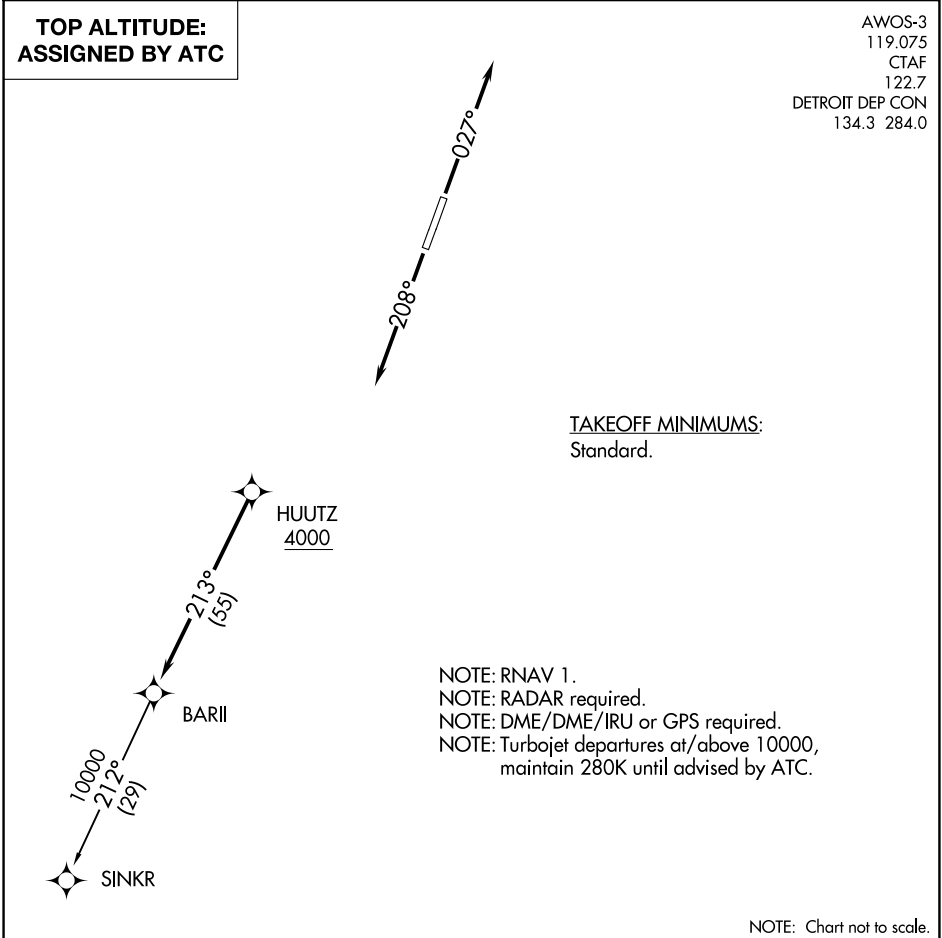 TOP ALTITUDE:
ASSIGNED BY ATC
AWOS-3
119.075
CTAF
122.7
DETROIT DEP CON
134.3 284.0
027°
208°
TAKEOFF MINIMUMS:
Standard.
HUUTZ
4000
213°
(55)
BARII
10000
212°
(29)
SINKR
NOTE: RNAV 1.
NOTE: RADAR required.
NOTE: DME/DME/IRU or GPS required.
NOTE: Turbojet departures at/above 10000,
maintain 280K until advised by ATC.
NOTE: Chart not to scale.